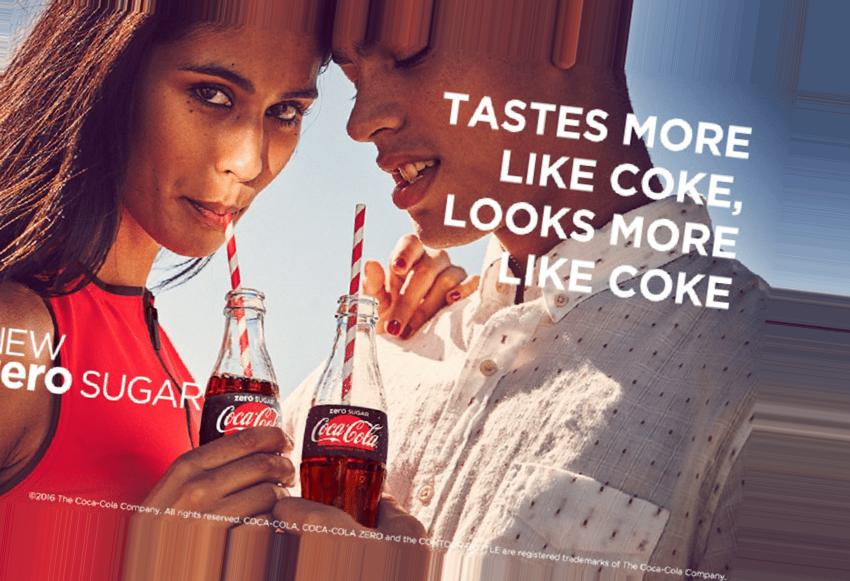 TASTES MORE
LIKE COKE,
LOOKS MORE
LIKE COKE
NEW
zero SUGAR
zero SUGAR
Coca-Cola
zero SUGAR
Coca-Cola
©2016 The Coca-Cola Company. All rights reserved. COCA-COLA, COCA-COLA ZERO and the CONTOUR BOTTLE are registered trademarks of The Coca-Cola Company.